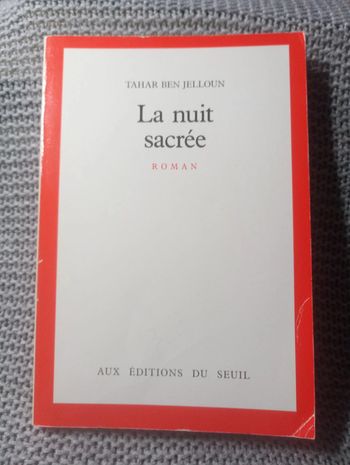 TAHAR BEN JELLOUN
La nuit
sacrée
ROMAN
AUX ÉDITIONS DU SEUIL